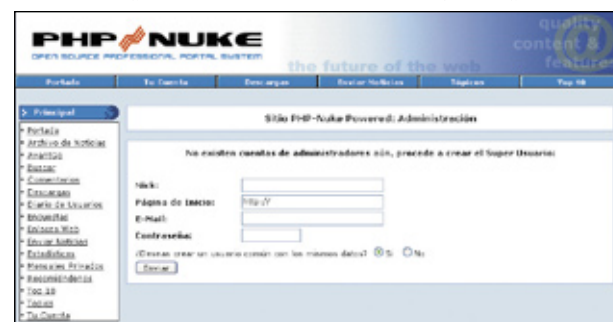 PHP NUKE
OPEN SOURCE PROFESSIONAL PORTAL SYSTEM
quality
content &
features
the future of the web
Portada Tu Cuenta Descargas Enviar Noticias Tópicos Top 10
Principal
Portada
Archivo de Noticias
Buscar
Comentarios
Descargas
Diario de Usuarios
Encuestas
Enlaces Web
Enviar Noticias
Estadísticas
Mensajes Privados
Recomiéndenos
Top 10
Topics
Tu Cuenta
Sitio PHP-Nuke Powered: Administración
No existen cuentas de administradores aún, procede a crear el Super Usuario:
Nick:
Página de Inicio: http://
E-Mail:
Contraseña:
¿Deseas crear un usuario común con los mismos datos? Si No
Enviar